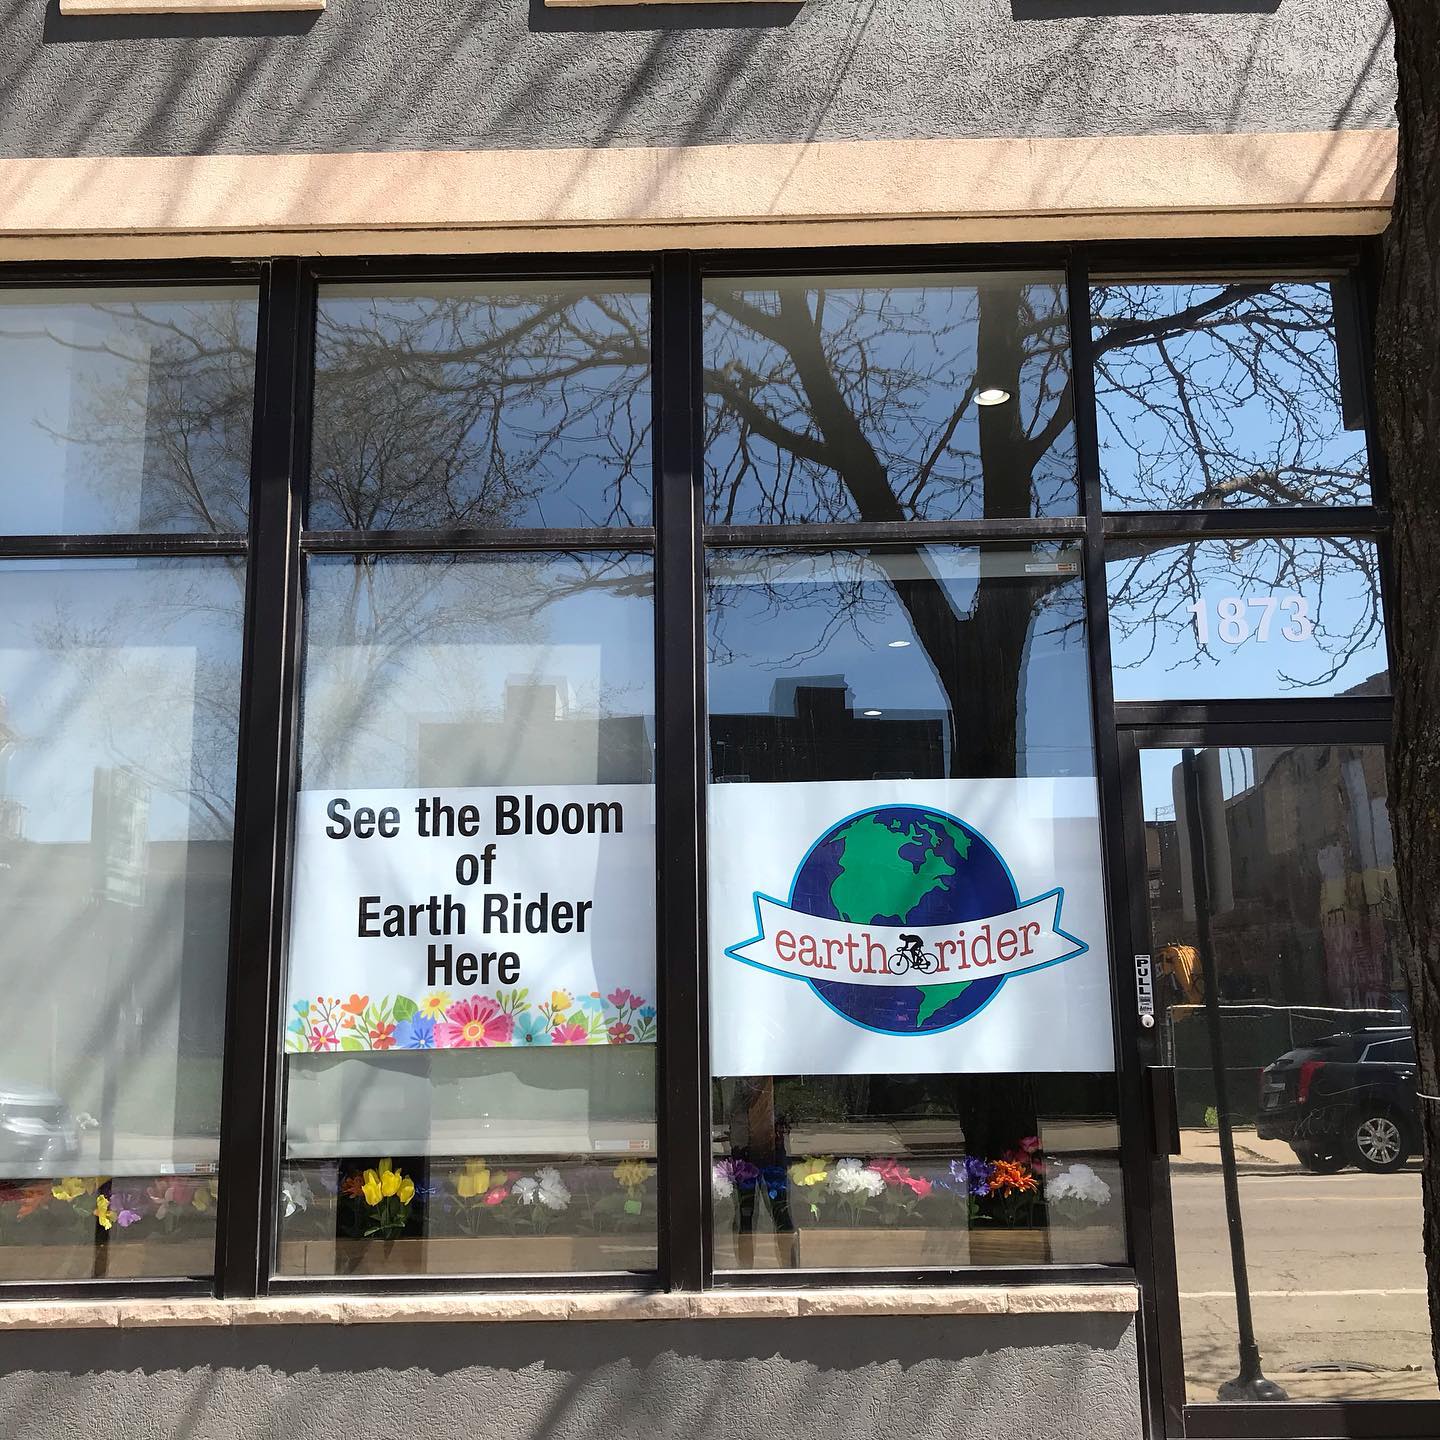 1873
See the Bloom
of
Earth Rider
Here
earth rider
PULL